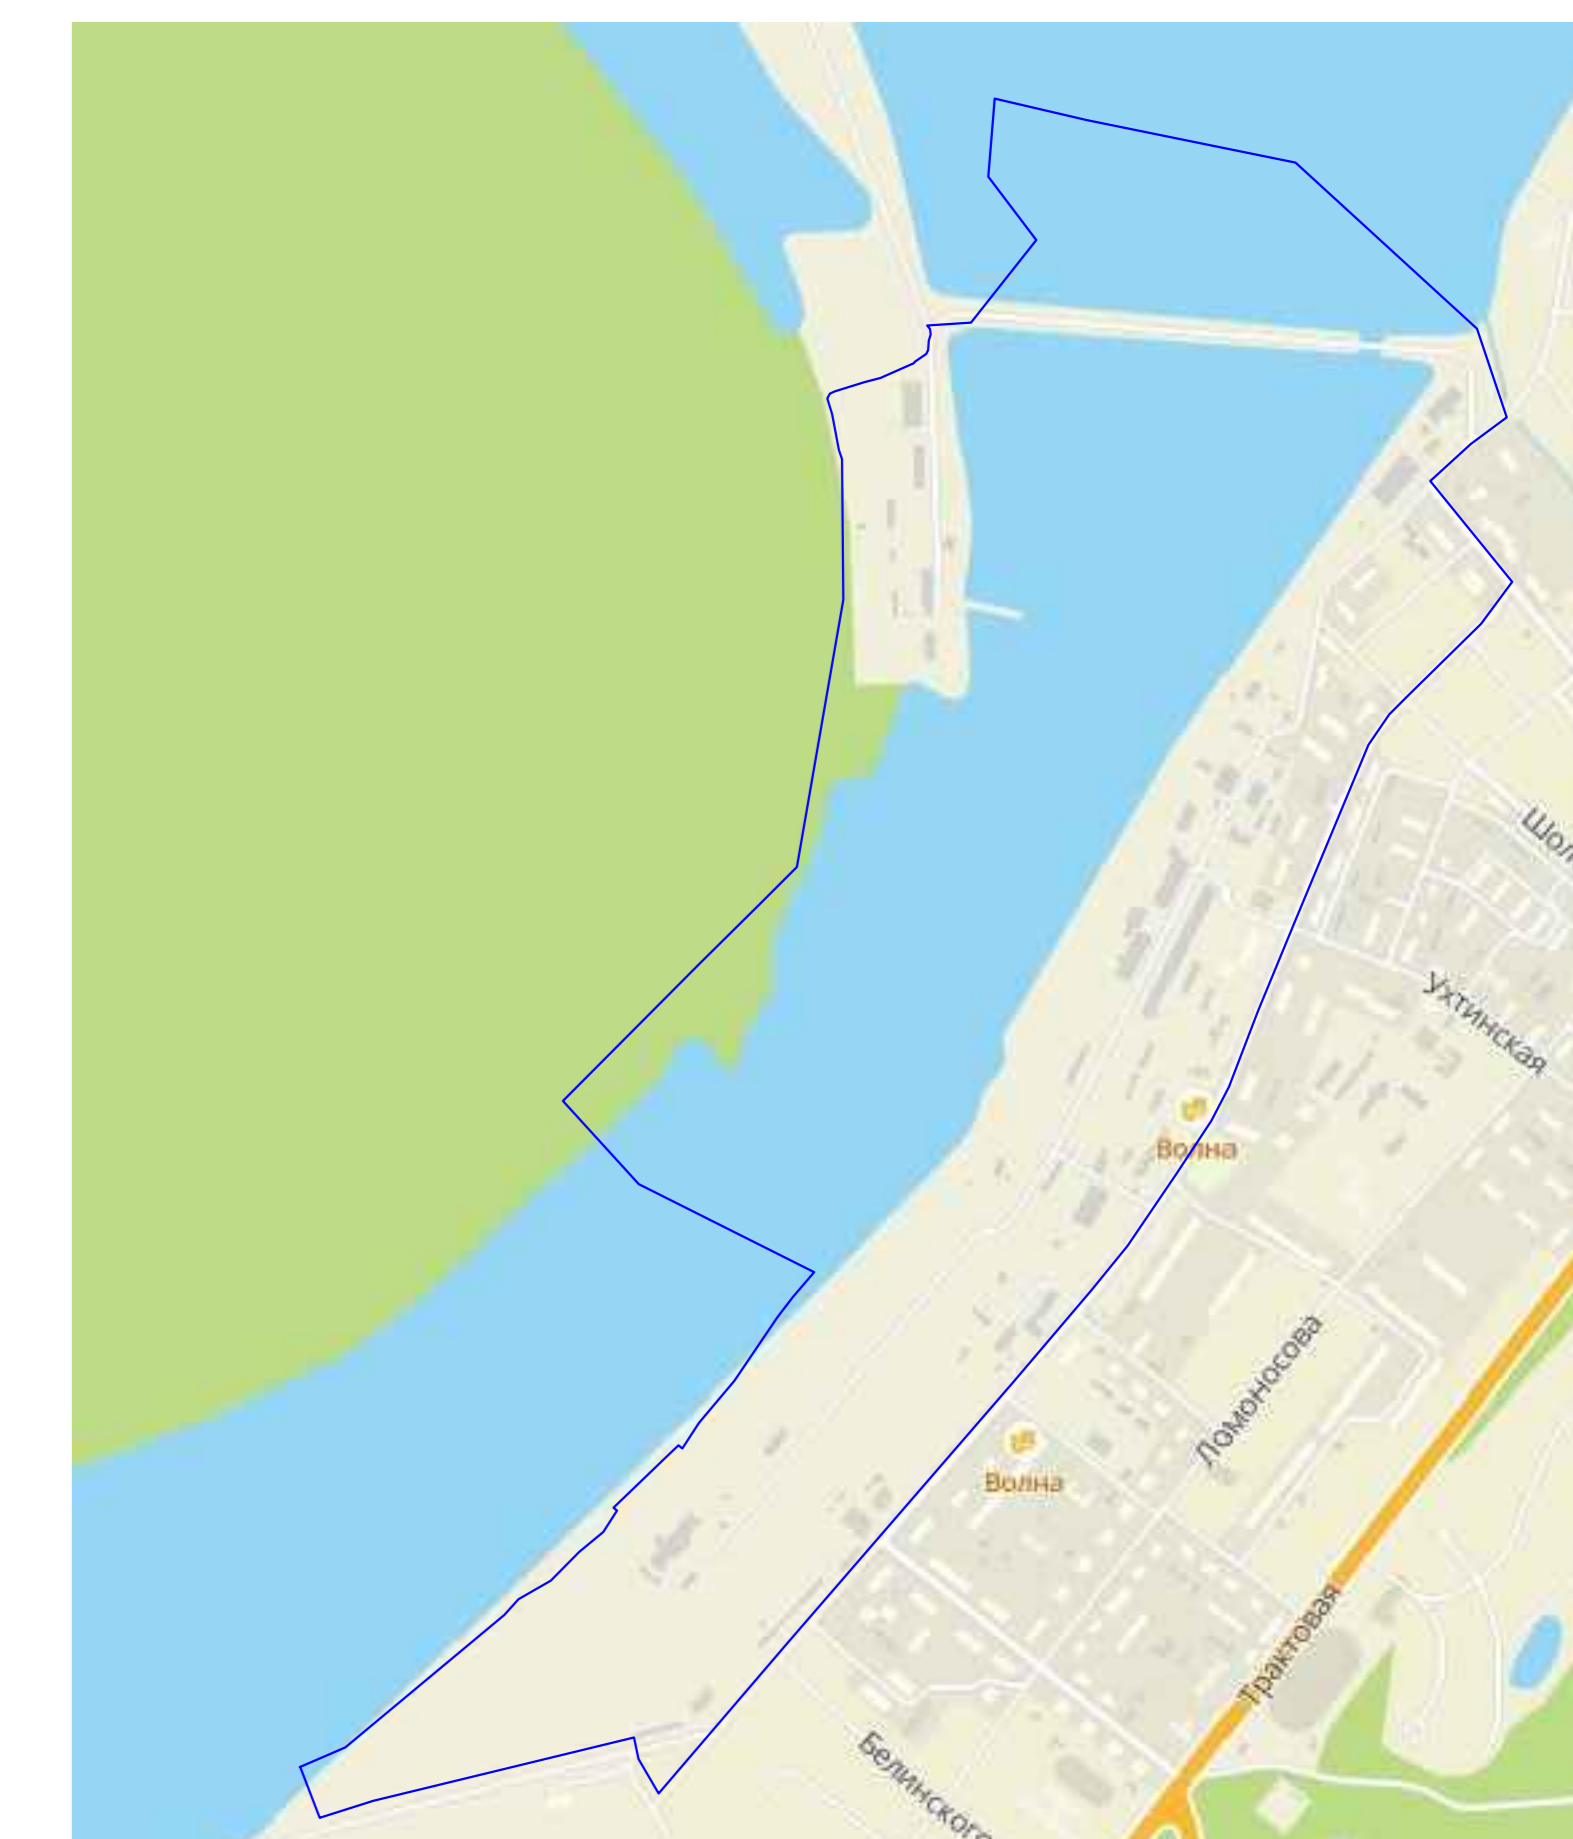 Шол
Ухтинская
Волна
Ломоносова
Волна
Трактовая
Белинского